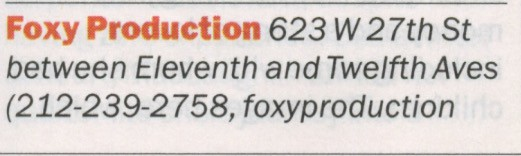 Foxy Production 623 W 27th St
between Eleventh and Twelfth Aves
(212-239-2758, foxyproduction